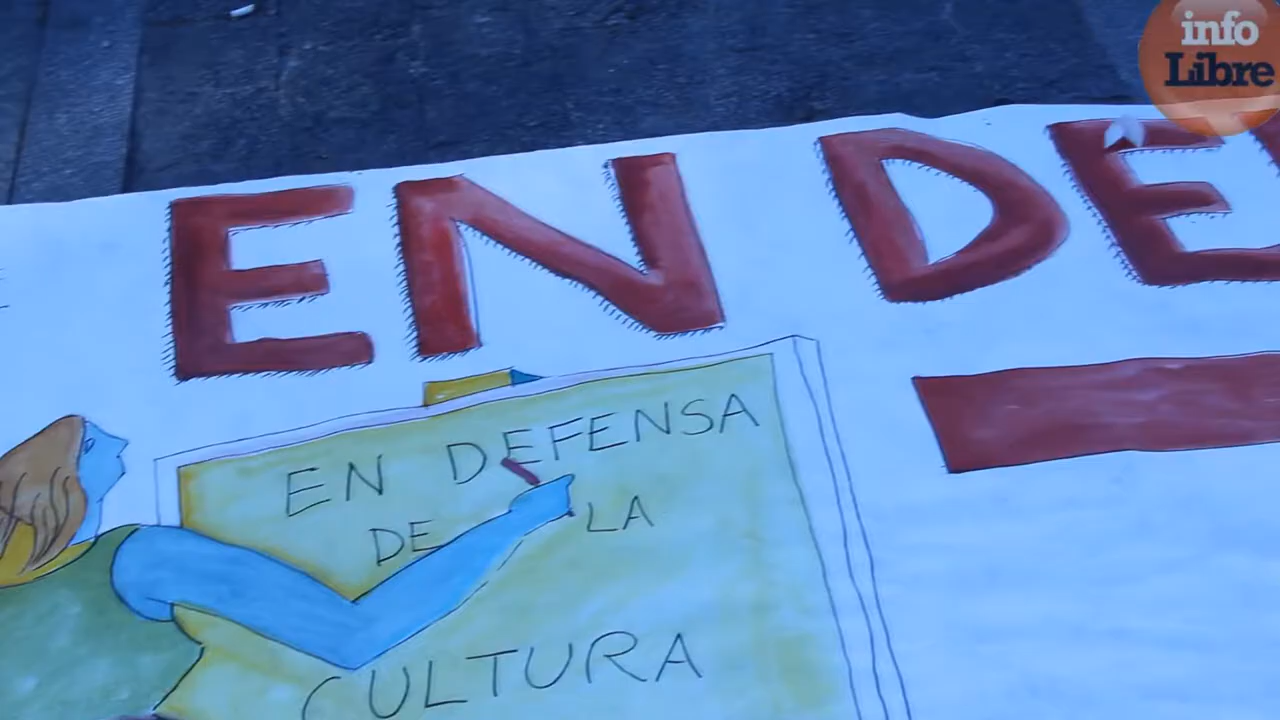 info
Libre
EN DE
EN DEFENSA
DE LA
CULTURA